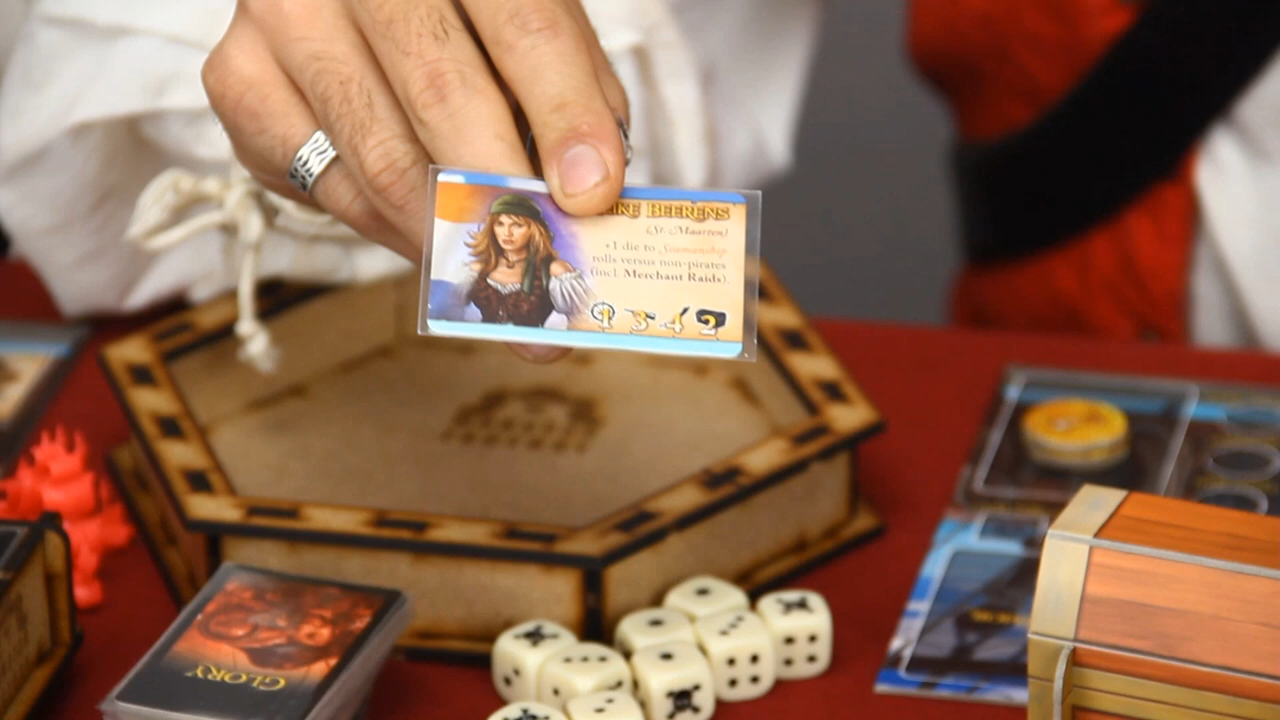 IKE BEERENS
(St. Maarten)
+1 die to Seamanship
rolls versus non-pirates
(incl. Merchant Raids).
1 3 4 2
GLORY